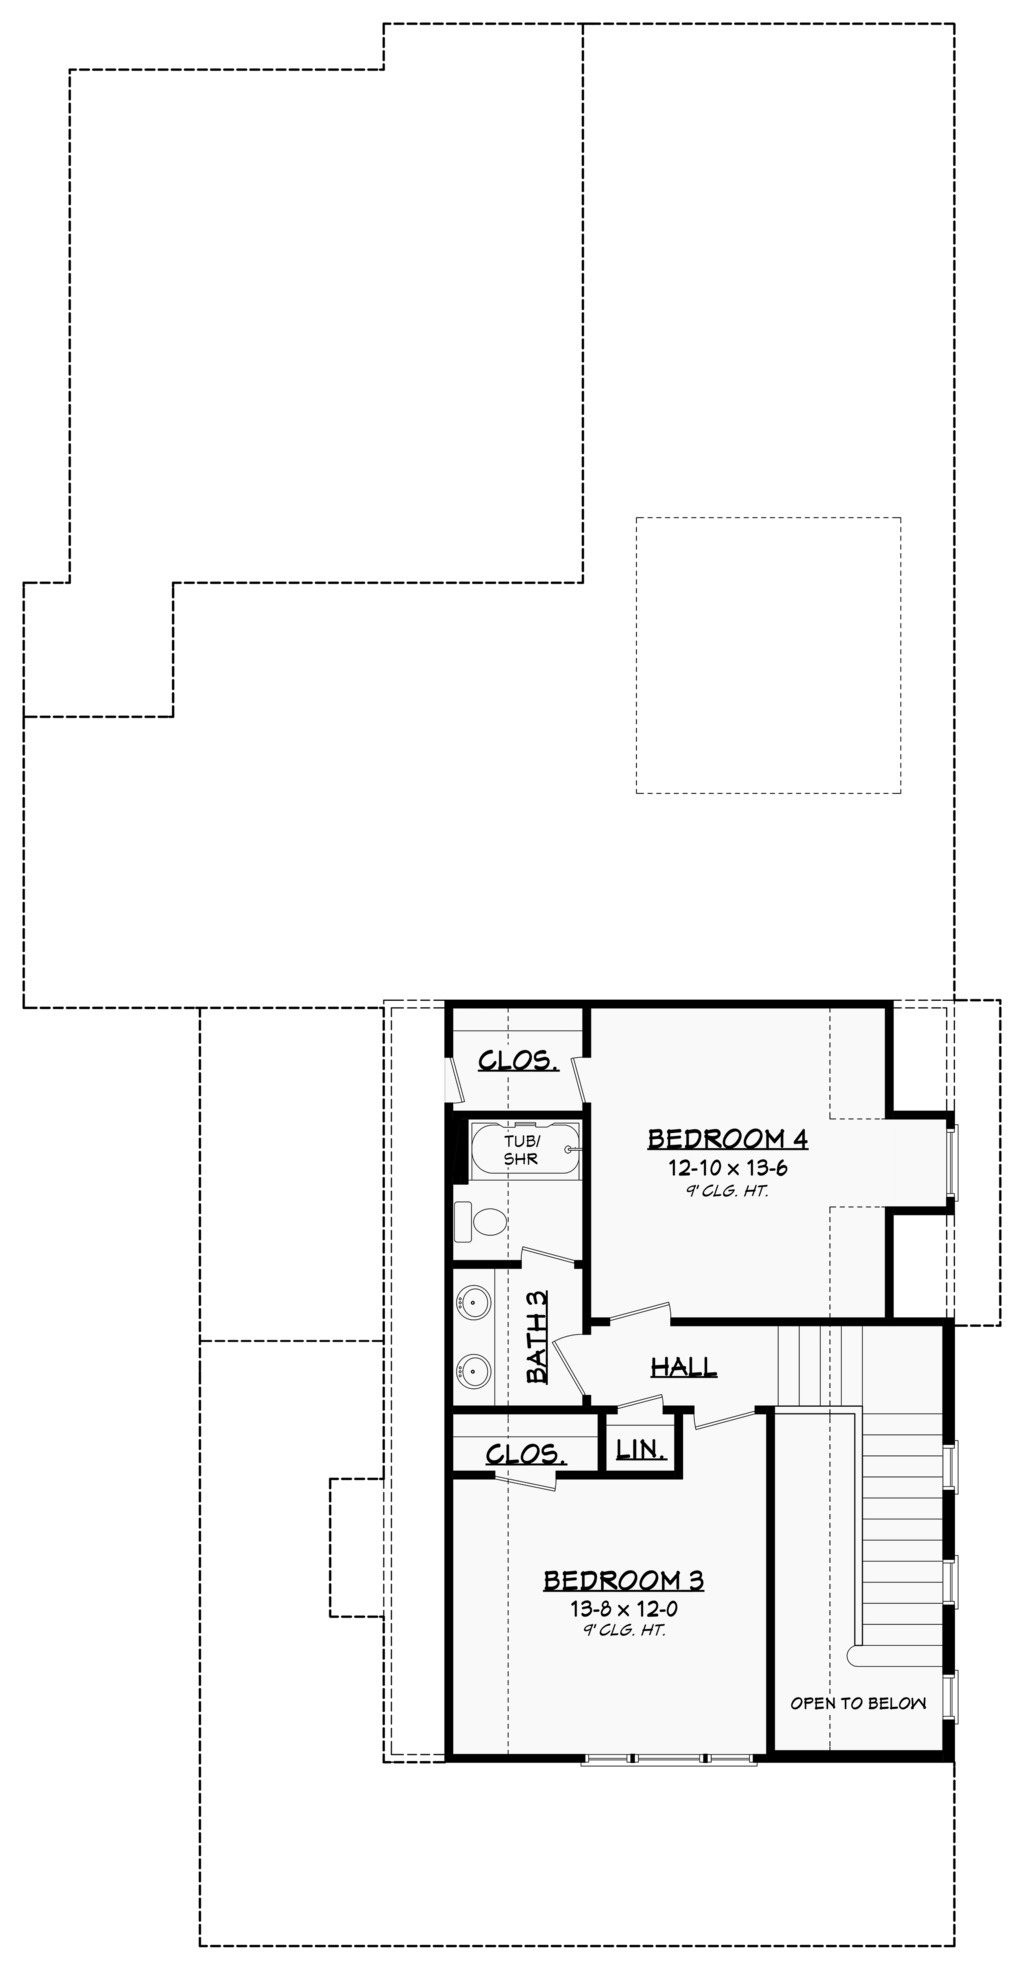 CLOS.
TUB/
SHR
BEDROOM 4
12-10 x 13-6
9' CLG. HT.
BATH 3
HALL
CLOS.
LIN.
BEDROOM 3
13-8 x 12-0
9' CLG. HT.
OPEN TO BELOW